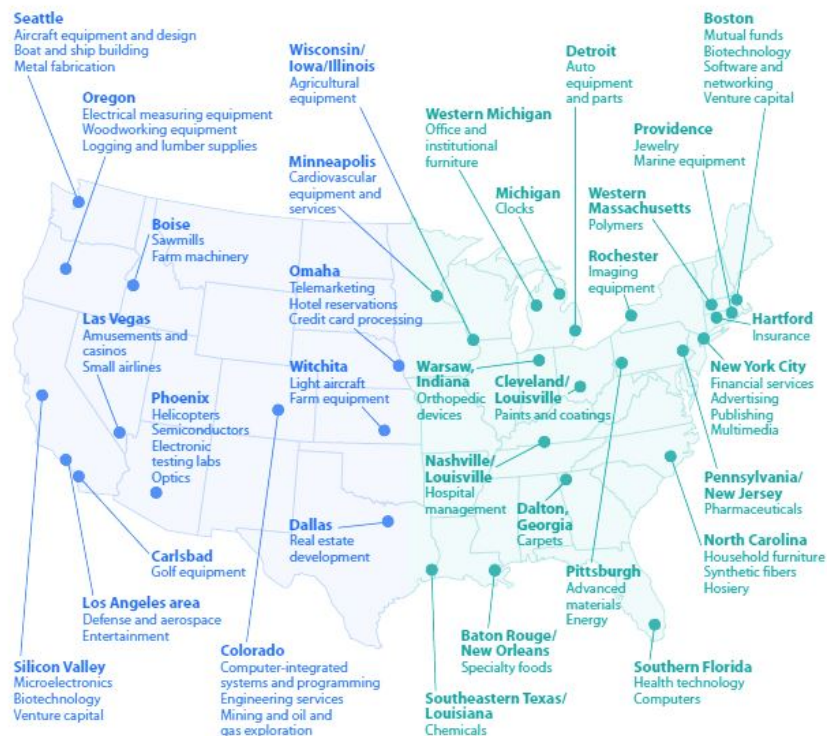 Seattle
Aircraft equipment and design
Boat and ship building
Metal fabrication
Oregon
Electrical measuring equipment
Woodworking equipment
Logging and lumber supplies
Boise
Sawmills
Farm machinery
Las Vegas
Amusements and
casinos
Small airlines
Phoenix
Helicopters
Semiconductors
Electronic
testing labs
Optics
Carlsbad
Golf equipment
Los Angeles area
Defense and aerospace
Entertainment
Silicon Valley
Microelectronics
Biotechnology
Venture capital
Wisconsin/
Iowa/Illinois
Agricultural
equipment
Minneapolis
Cardiovascular
equipment and
services
Omaha
Telemarketing
Hotel reservations
Credit card processing
Witchita
Light aircraft
Farm equipment
Dallas
Real estate
development
Colorado
Computer-integrated
systems and programming
Engineering services
Mining and oil and
gas exploration
Western Michigan
Office and
institutional
furniture
Michigan
Clocks
Detroit
Auto
equipment
and parts
Warsaw,
Indiana
Orthopedic
devices
Cleveland/
Louisville
Paints and coatings
Nashville/
Louisville
Hospital
management
Dalton,
Georgia
Carpets
Baton Rouge/
New Orleans
Specialty foods
Southeastern Texas/
Louisiana
Chemicals
Pittsburgh
Advanced
materials
Energy
Boston
Mutual funds
Biotechnology
Software and
networking
Venture capital
Providence
Jewelry
Marine equipment
Western
Massachusetts
Polymers
Rochester
Imaging
equipment
Hartford
Insurance
New York City
Financial services
Advertising
Publishing
Multimedia
Pennsylvania/
New Jersey
Pharmaceuticals
North Carolina
Household furniture
Synthetic fibers
Hosiery
Southern Florida
Health technology
Computers